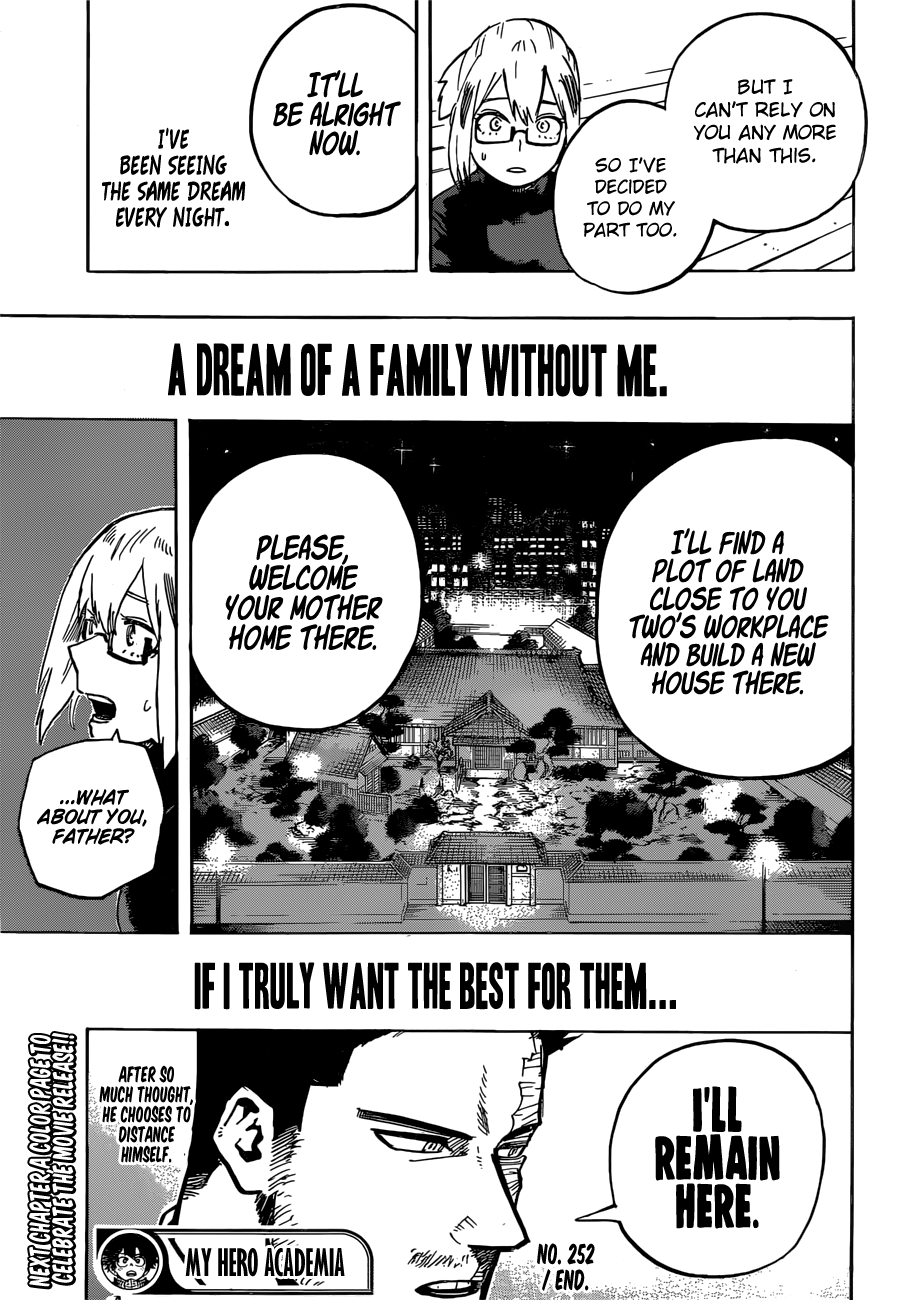 BUT I
CAN'T RELY ON
YOU ANY MORE
THAN THIS.
SO I'VE
DECIDED
TO DO MY
PART TOO.
IT'LL
BE ALRIGHT
NOW.
I'VE
BEEN SEEING
THE SAME DREAM
EVERY NIGHT.
A DREAM OF A FAMILY WITHOUT ME.
I'LL FIND A
PLOT OF LAND
CLOSE TO YOU
TWO'S WORKPLACE
AND BUILD A NEW
HOUSE THERE.
PLEASE,
WELCOME
YOUR MOTHER
HOME THERE.
...WHAT
ABOUT YOU,
FATHER?
IF I TRULY WANT THE BEST FOR THEM...
I'LL
REMAIN
HERE.
AFTER SO
MUCH THOUGHT,
HE CHOOSES TO
DISTANCE
HIMSELF.
NEXT CHAPTER A COLOR PAGE TO
CELEBRATE THE MOVIE RELEASE!!
MY HERO ACADEMIA
NO. 252
/ END.